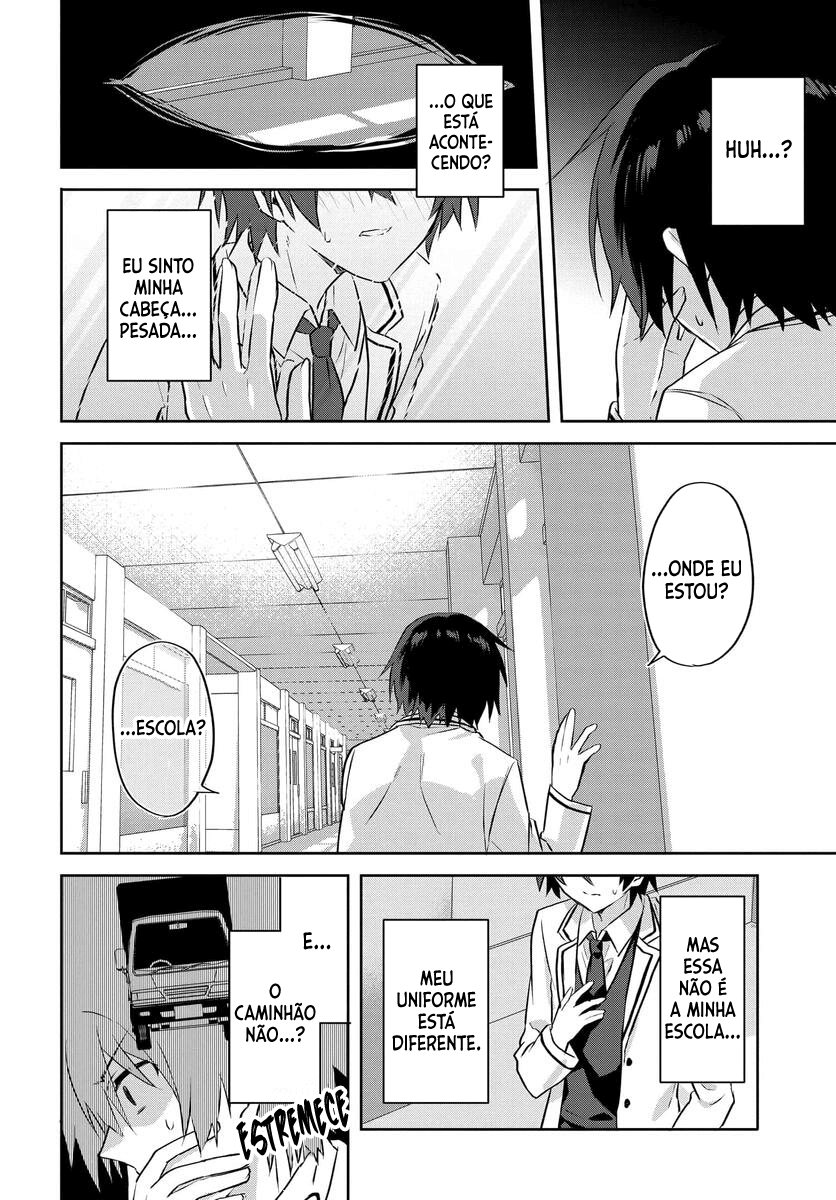 HUH...?
...O QUE
ESTÁ
ACONTE-
CENDO?
EU SINTO
MINHA
CABEÇA...
PESADA...
...ONDE EU
ESTOU?
...ESCOLA?
MAS
ESSA
NÃO É
A MINHA
ESCOLA...
MEU
UNIFORME
ESTÁ
DIFERENTE.
E...
O
CAMINHÃO
NÃO...?
ESTREMECE